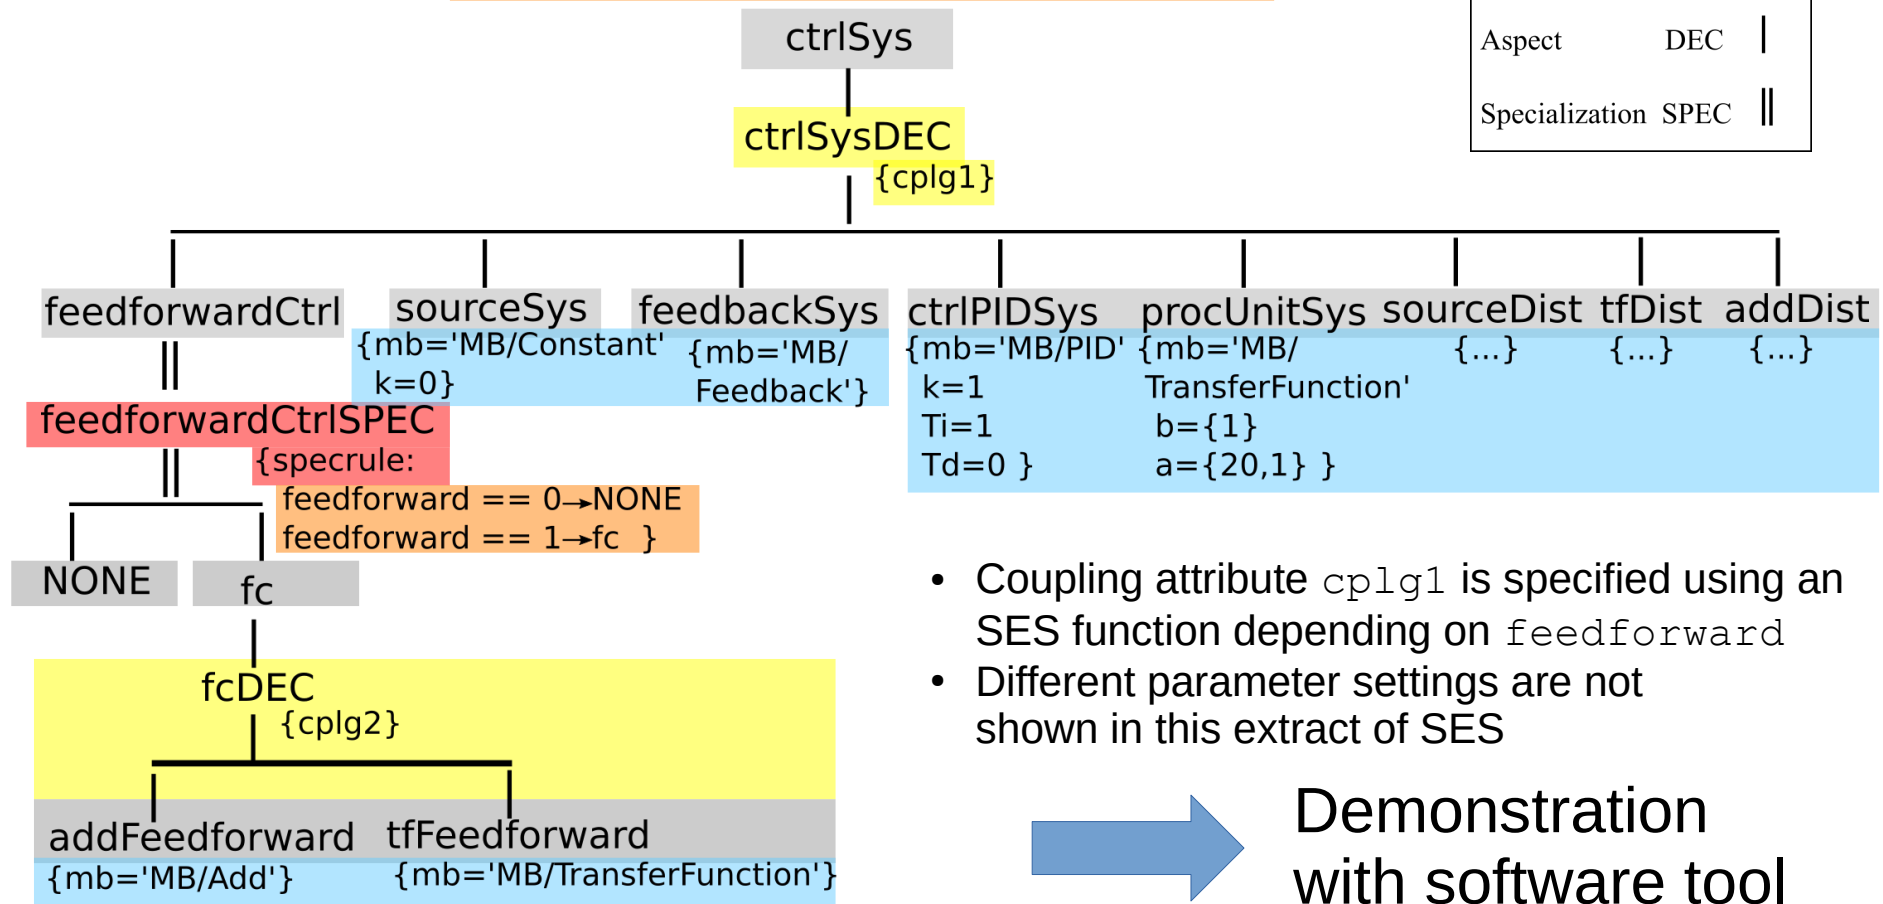 ctrlSys
Aspect DEC
Specialization SPEC
ctrlSysDEC
{cplg1}
feedforwardCtrl
sourceSys
feedbackSys
ctrlPIDSys
procUnitSys
sourceDist
tfDist
addDist
{mb='MB/Constant'
k=0}
{mb='MB/
Feedback'}
{mb='MB/PID'
k=1
Ti=1
Td=0 }
{mb='MB/
TransferFunction'
b={1}
a={20,1} }
{...}
{...}
{...}
feedforwardCtrlSPEC
{specrule:
feedforward == 0→NONE
feedforward == 1→fc }
NONE
fc
fcDEC
{cplg2}
addFeedforward
tfFeedforward
{mb='MB/Add'}
{mb='MB/TransferFunction'}
• Coupling attribute cplg1 is specified using an
SES function depending on feedforward
• Different parameter settings are not
shown in this extract of SES
Demonstration
with software tool